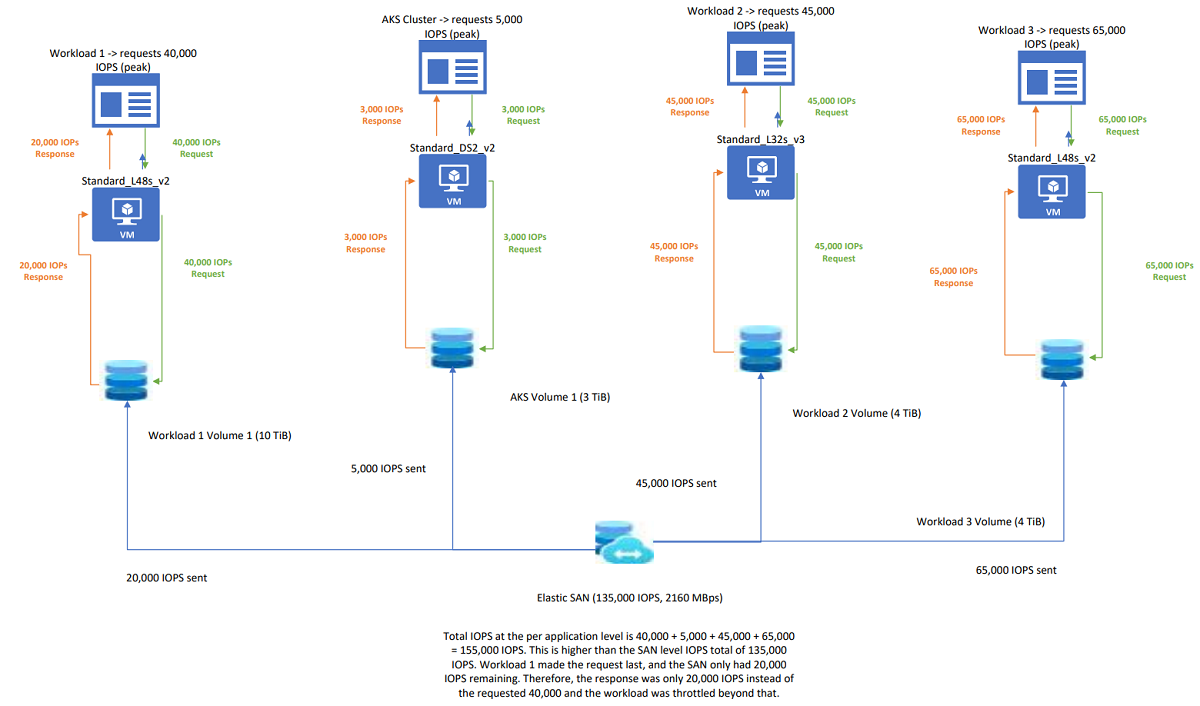 Workload 1 -> requests 40,000
IOPS (peak)
20,000 IOPs
Response
40,000 IOPs
Request
Standard_L48s_v2
VM
20,000 IOPs
Response
40,000 IOPs
Request
Workload 1 Volume 1 (10 TiB)
20,000 IOPS sent
AKS Cluster -> requests 5,000
IOPS (peak)
3,000 IOPs
Response
3,000 IOPs
Request
Standard_DS2_v2
VM
3,000 IOPs
Response
3,000 IOPs
Request
AKS Volume 1 (3 TiB)
5,000 IOPS sent
Workload 2 -> requests 45,000
IOPS (peak)
45,000 IOPs
Response
45,000 IOPs
Request
Standard_L32s_v3
VM
45,000 IOPs
Response
45,000 IOPs
Request
Workload 2 Volume (4 TiB)
45,000 IOPS sent
Workload 3 -> requests 65,000
IOPS (peak)
65,000 IOPs
Response
65,000 IOPs
Request
Standard_L48s_v2
VM
65,000 IOPs
Response
65,000 IOPs
Request
Workload 3 Volume (4 TiB)
65,000 IOPS sent
Elastic SAN (135,000 IOPS, 2160 MBps)
Total IOPS at the per application level is 40,000 + 5,000 + 45,000 + 65,000
= 155,000 IOPS. This is higher than the SAN level IOPS total of 135,000
IOPS. Workload 1 made the request last, and the SAN only had 20,000
IOPS remaining. Therefore, the response was only 20,000 IOPS instead of
the requested 40,000 and the workload was throttled beyond that.